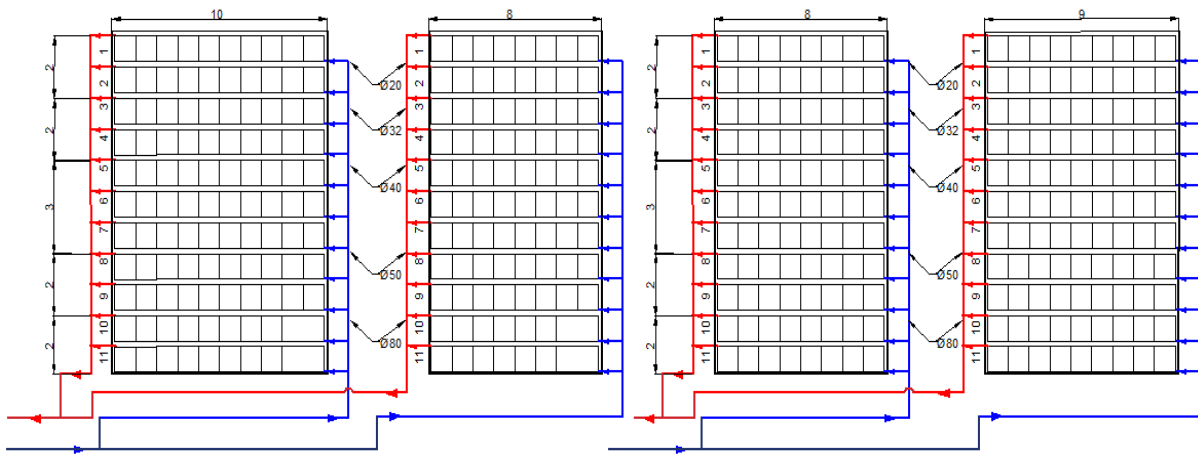 10 8 8 9
2 1 1 2 1 1
2 2 Ø20 2 Ø20
2 3 3 2 3 3
Ø32 Ø32
4 4 4 4
5 5 5 5
Ø40 Ø40
3 6 6 3 6 6
7 7 7 7
2 8 8 2 8 8
Ø50 Ø50
9 9 9 9
2 10 10 2 10 10
Ø80 Ø80
11 11 11 11